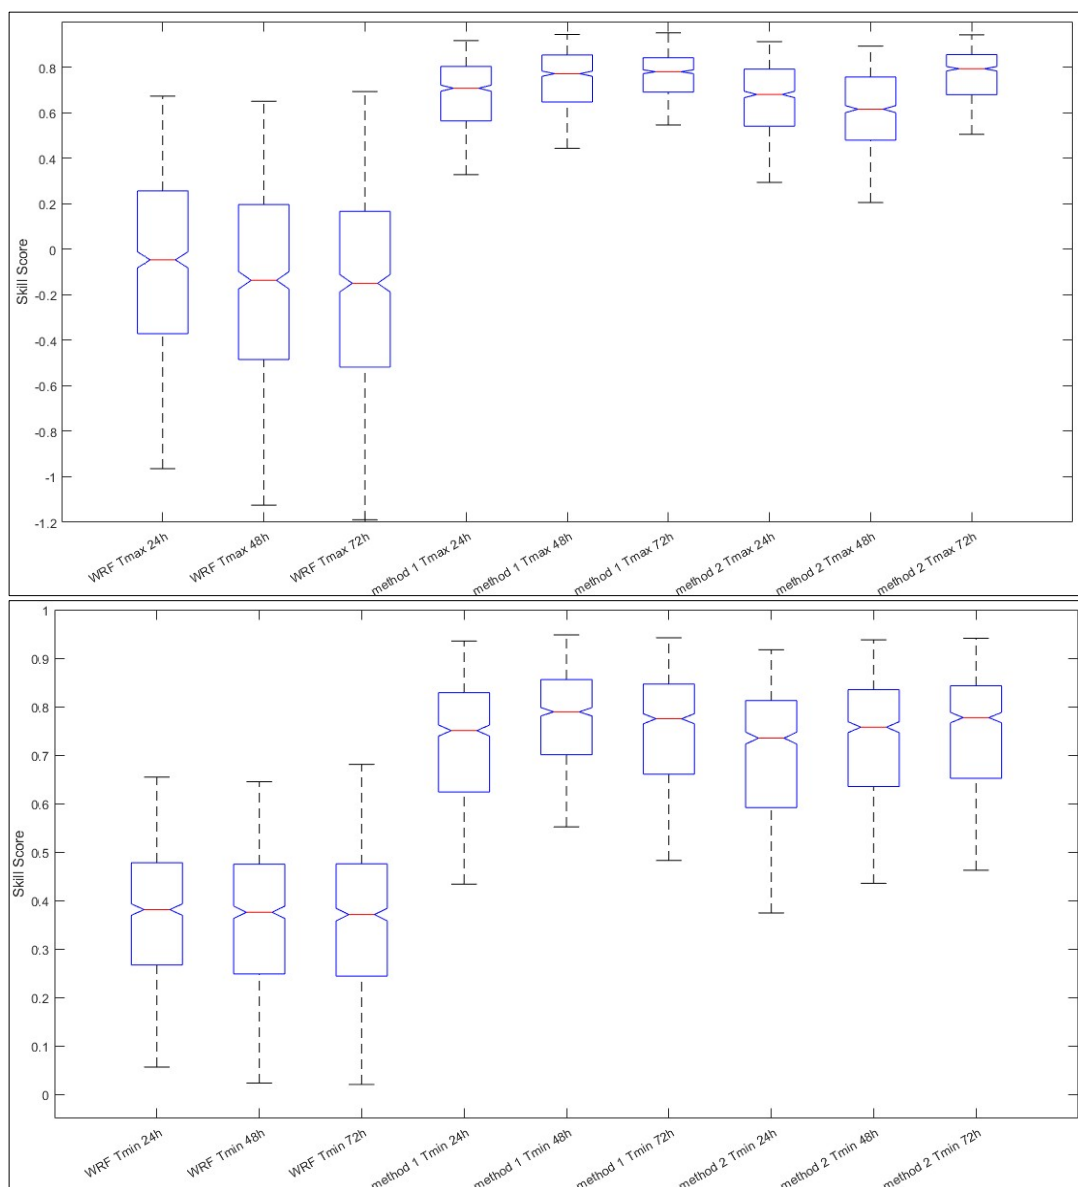 Skill Score
0.8
0.6
0.4
0.2
0
-0.2
-0.4
-0.6
-0.8
-1
-1.2
WRF Tmax 24h
WRF Tmax 48h
WRF Tmax 72h
method 1 Tmax 24h
method 1 Tmax 48h
method 1 Tmax 72h
method 2 Tmax 24h
method 2 Tmax 48h
method 2 Tmax 72h
Skill Score
1
0.9
0.8
0.7
0.6
0.5
0.4
0.3
0.2
0.1
0
WRF Tmin 24h
WRF Tmin 48h
WRF Tmin 72h
method 1 Tmin 24h
method 1 Tmin 48h
method 1 Tmin 72h
method 2 Tmin 24h
method 2 Tmin 48h
method 2 Tmin 72h